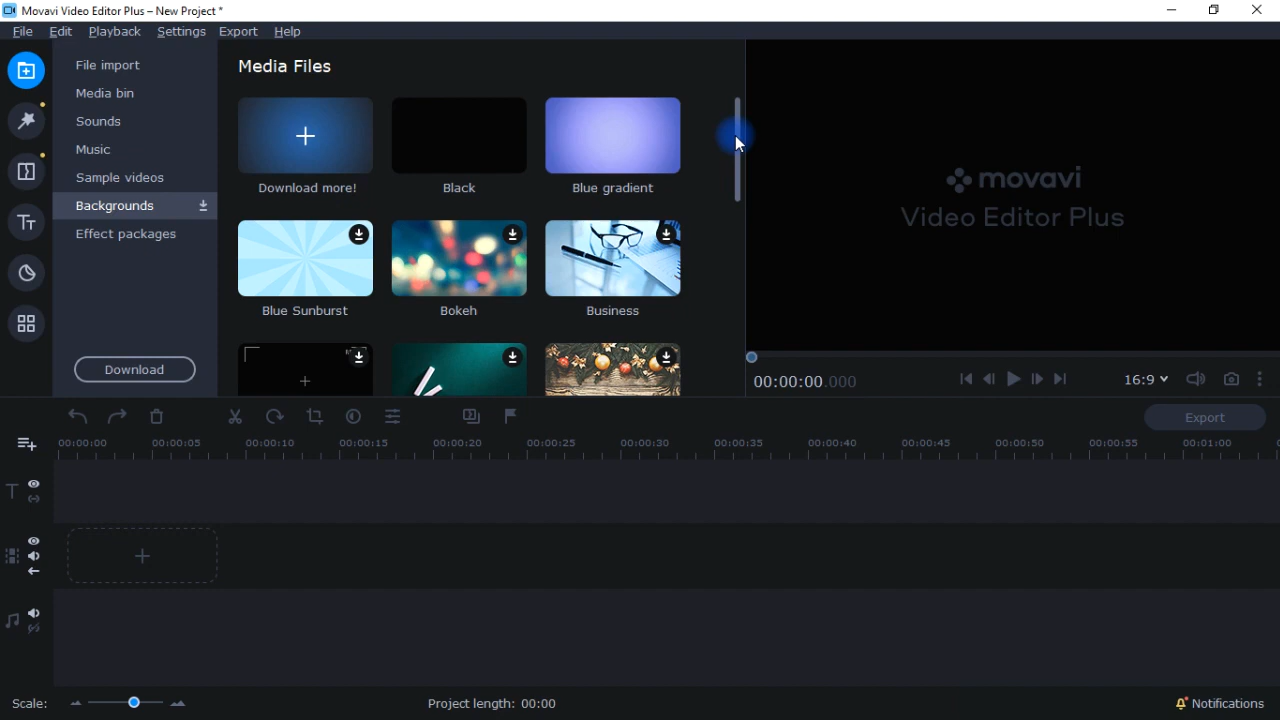 Movavi Video Editor Plus – New Project *
File Edit Playback Settings Export Help
File import
Media bin
Sounds
Music
Sample videos
Backgrounds
Effect packages
Download
Media Files
Download more!
Black
Blue gradient
Blue Sunburst
Bokeh
Business
movavi
Video Editor Plus
00:00:00.000
16:9
Export
00:00:00 00:00:05 00:00:10 00:00:15 00:00:20 00:00:25 00:00:30 00:00:35 00:00:40 00:00:45 00:00:50 00:00:55 00:01:00
Scale:
Project length: 00:00
Notifications